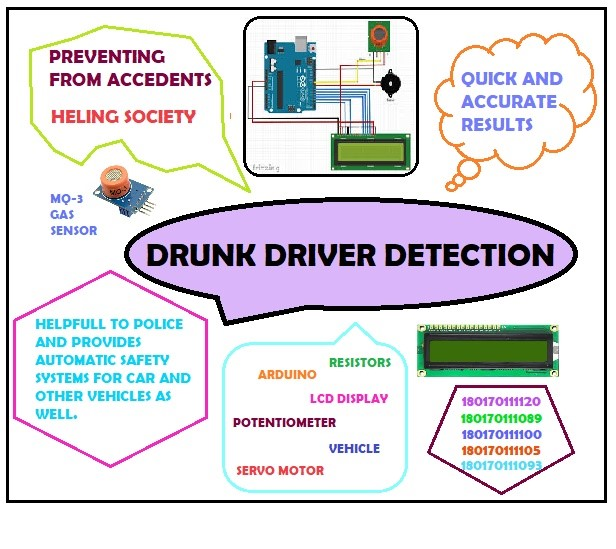 PREVENTING
FROM ACCEDENTS
HELING SOCIETY
fritzing
QUICK AND
ACCURATE
RESULTS
MQ-3
GAS
SENSOR
DRUNK DRIVER DETECTION
HELPFULL TO POLICE
AND PROVIDES
AUTOMATIC SAFETY
SYSTEMS FOR CAR AND
OTHER VEHICLES AS
WELL.
RESISTORS
ARDUINO
LCD DISPLAY
POTENTIOMETER
VEHICLE
SERVO MOTOR
180170111120
180170111089
180170111100
180170111105
180170111093